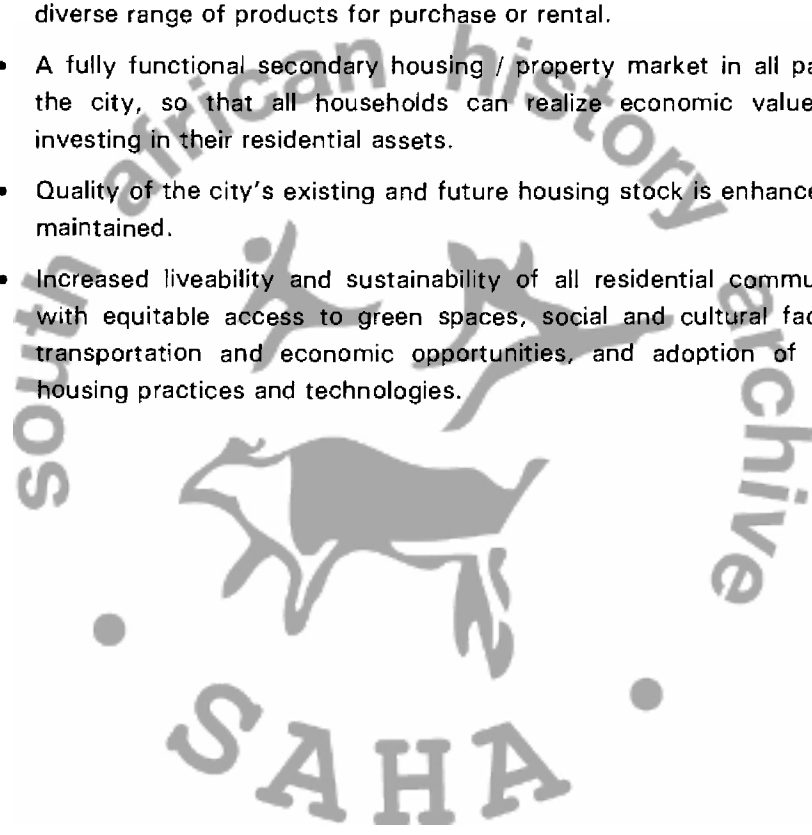 diverse range of products for purchase or rental.
• A fully functional secondary housing / property market in all pa
the city, so that all households can realize economic value
investing in their residential assets.
• Quality of the city's existing and future housing stock is enhance
maintained.
• Increased liveability and sustainability of all residential commu
with equitable access to green spaces, social and cultural fac
transportation and economic opportunities, and adoption of
housing practices and technologies.
south african history archive
• SAHA •